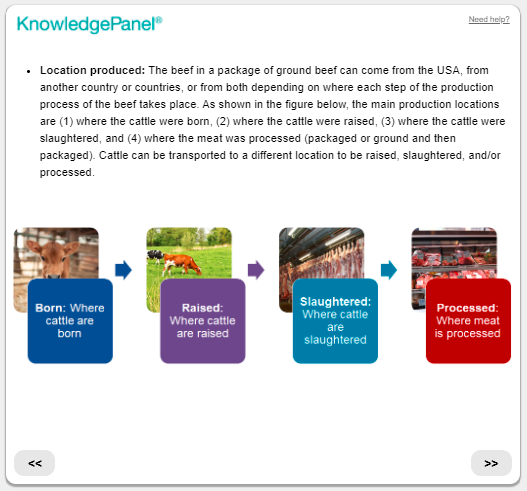 KnowledgePanel®
Need help?
• Location produced: The beef in a package of ground beef can come from the USA, from
another country or countries, or from both depending on where each step of the production
process of the beef takes place. As shown in the figure below, the main production locations
are (1) where the cattle were born, (2) where the cattle were raised, (3) where the cattle were
slaughtered, and (4) where the meat was processed (packaged or ground and then
packaged). Cattle can be transported to a different location to be raised, slaughtered, and/or
processed.
Born: Where
cattle are
born
Raised:
Where cattle
are raised
Slaughtered:
Where cattle
are
slaughtered
Processed:
Where meat
is processed
<<
>>